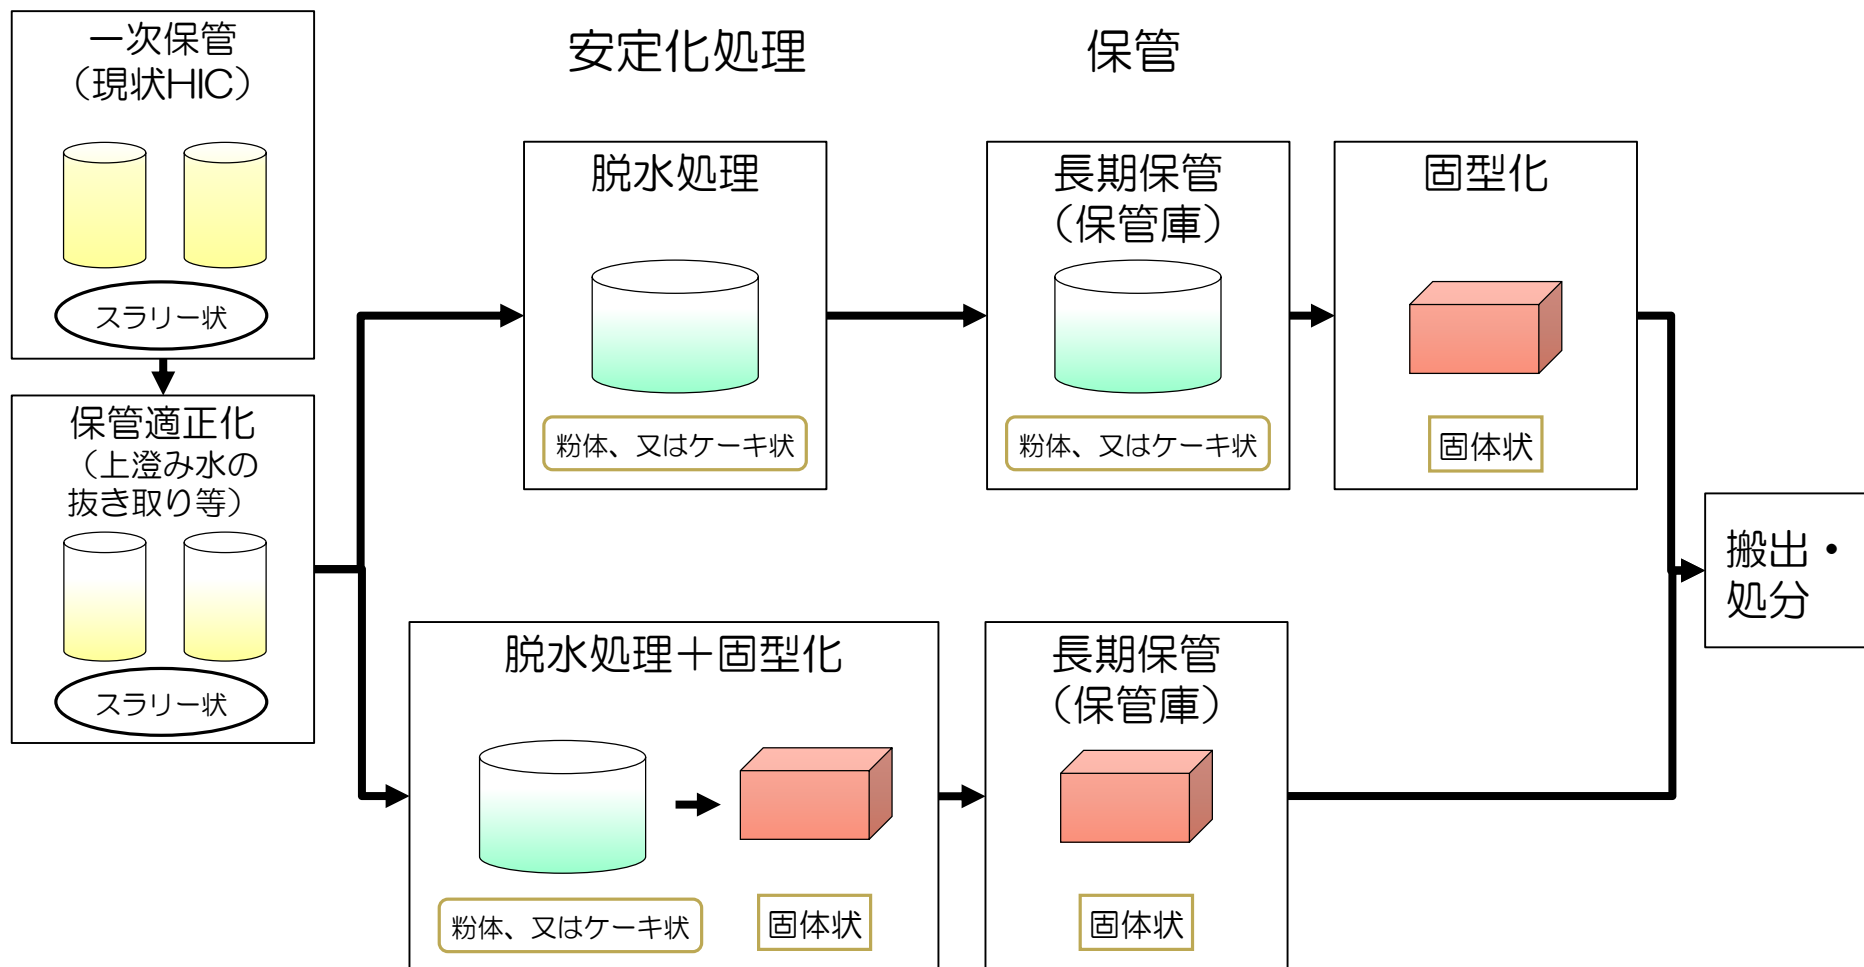 一次保管
（現状HIC）
スラリー状
保管適正化
（上澄み水の
抜き取り等）
スラリー状
安定化処理
保管
脱水処理
粉体、又はケーキ状
長期保管
（保管庫）
粉体、又はケーキ状
固型化
固体状
脱水処理＋固型化
粉体、又はケーキ状
固体状
長期保管
（保管庫）
固体状
搬出・
処分